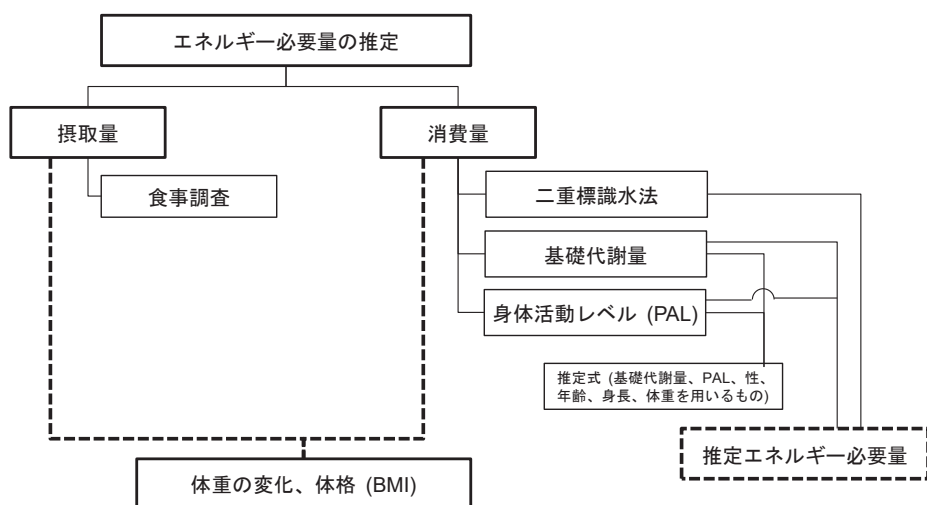 エネルギー必要量の推定
摂取量
消費量
食事調査
二重標識水法
基礎代謝量
身体活動レベル (PAL)
推定式 (基礎代謝量、PAL、性、
年齢、身長、体重を用いるもの)
推定エネルギー必要量
体重の変化、体格 (BMI)